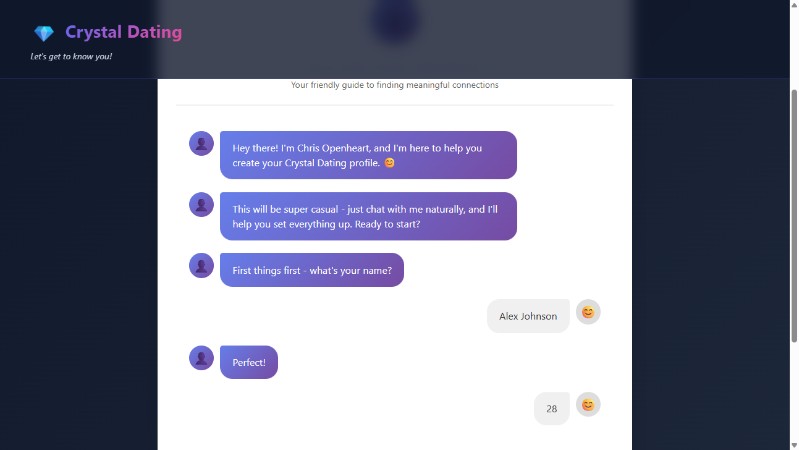 Crystal Dating
Let's get to know you!
Your friendly guide to finding meaningful connections
Hey there! I'm Chris Openheart, and I'm here to help you
create your Crystal Dating profile. 😊
This will be super casual - just chat with me naturally, and I'll
help you set everything up. Ready to start?
First things first - what's your name?
Alex Johnson
Perfect!
28